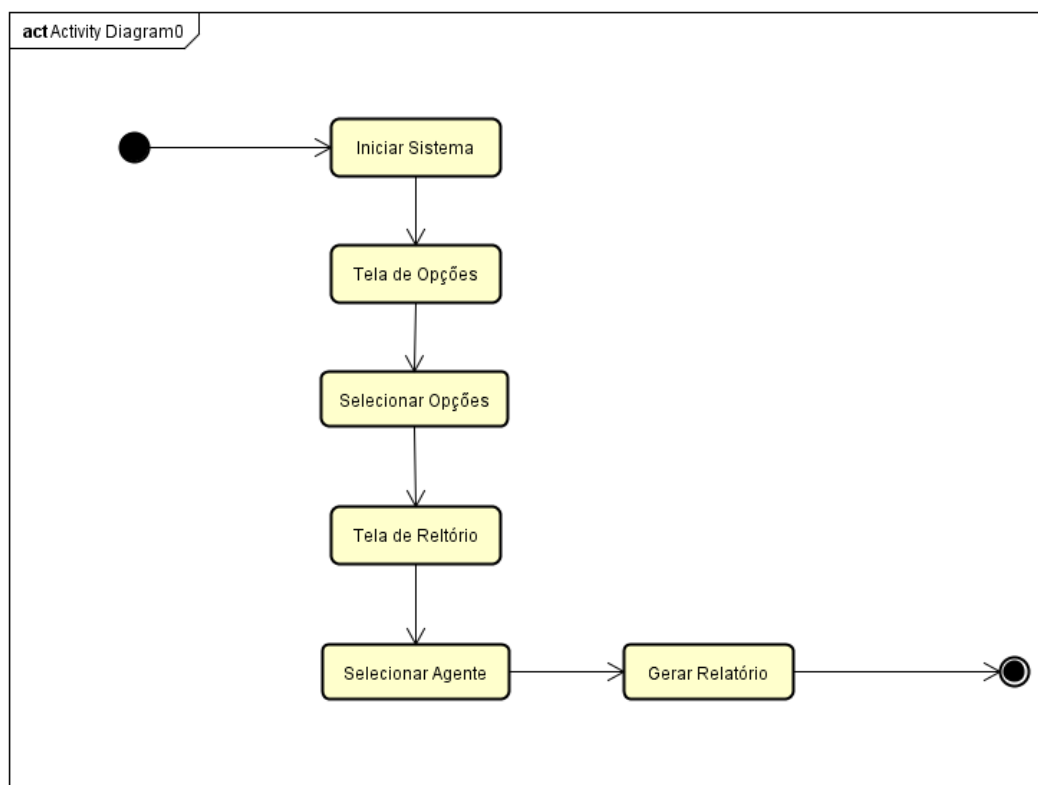 act Activity Diagram0
Iniciar Sistema
Tela de Opções
Selecionar Opções
Tela de Reltório
Selecionar Agente
Gerar Relatório